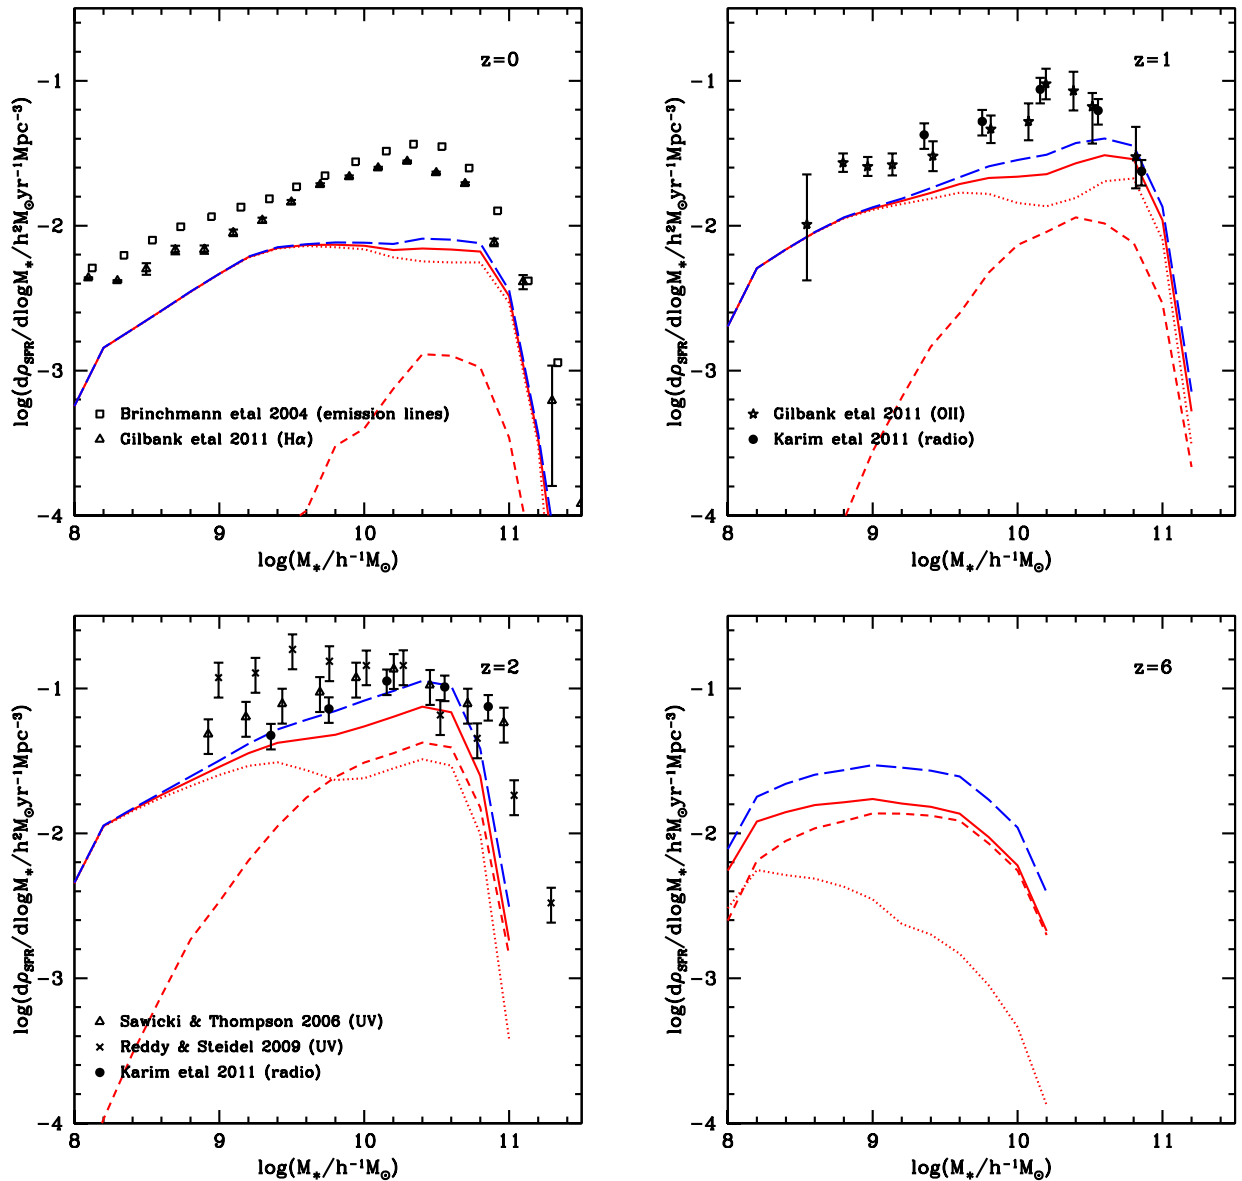 z=0
log(dρSFR/dlogM*/h²M⊙yr⁻¹Mpc⁻³)
-1
-2
-3
-4
□ Brinchmann etal 2004 (emission lines)
△ Gilbank etal 2011 (Hα)
8 9 10 11
log(M*/h⁻¹M⊙)
z=1
log(dρSFR/dlogM*/h²M⊙yr⁻¹Mpc⁻³)
-1
-2
-3
-4
☆ Gilbank etal 2011 (OII)
● Karim etal 2011 (radio)
8 9 10 11
log(M*/h⁻¹M⊙)
z=2
log(dρSFR/dlogM*/h²M⊙yr⁻¹Mpc⁻³)
-1
-2
-3
-4
△ Sawicki & Thompson 2006 (UV)
× Reddy & Steidel 2009 (UV)
● Karim etal 2011 (radio)
8 9 10 11
log(M*/h⁻¹M⊙)
z=6
log(dρSFR/dlogM*/h²M⊙yr⁻¹Mpc⁻³)
-1
-2
-3
-4
8 9 10 11
log(M*/h⁻¹M⊙)